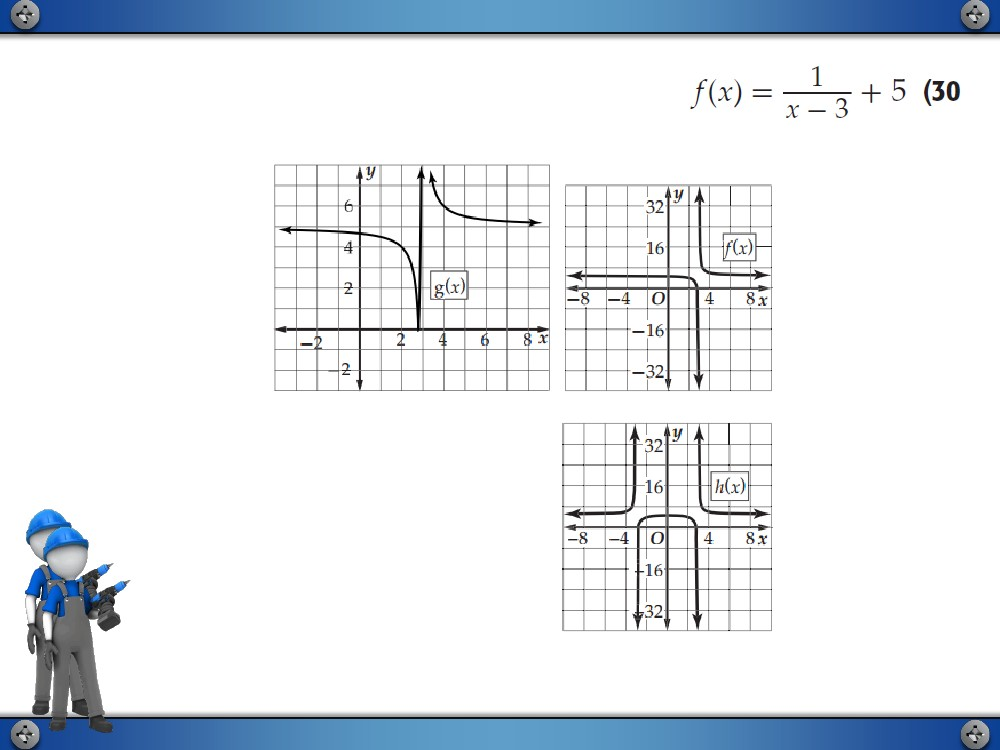 f(x) = 1/(x − 3) + 5 (30
y
6
4
2
g(x)
−2 2 4 6 8 x
−2
y
32
16
f(x)
−8 −4 O 4 8 x
−16
−32
y
32
16
h(x)
−8 −4 O 4 8 x
−16
−32